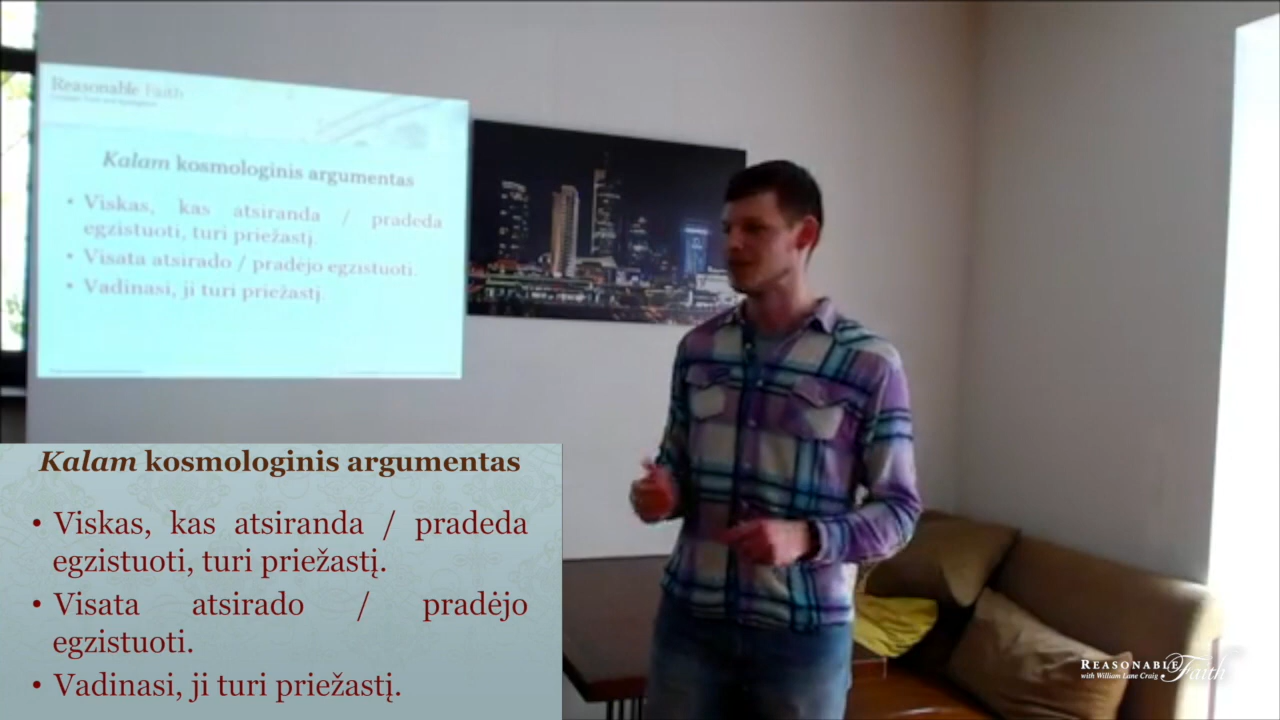 Reasonable Faith
Kalam kosmologinis argumentas
• Viskas, kas atsiranda / pradeda
egzistuoti, turi priežastį.
• Visata atsirado / pradėjo egzistuoti.
• Vadinasi, ji turi priežastį.
Kalam kosmologinis argumentas
• Viskas, kas atsiranda / pradeda
egzistuoti, turi priežastį.
• Visata atsirado / pradėjo
egzistuoti.
• Vadinasi, ji turi priežastį.
REASONABLE Faith
with William Lane Craig